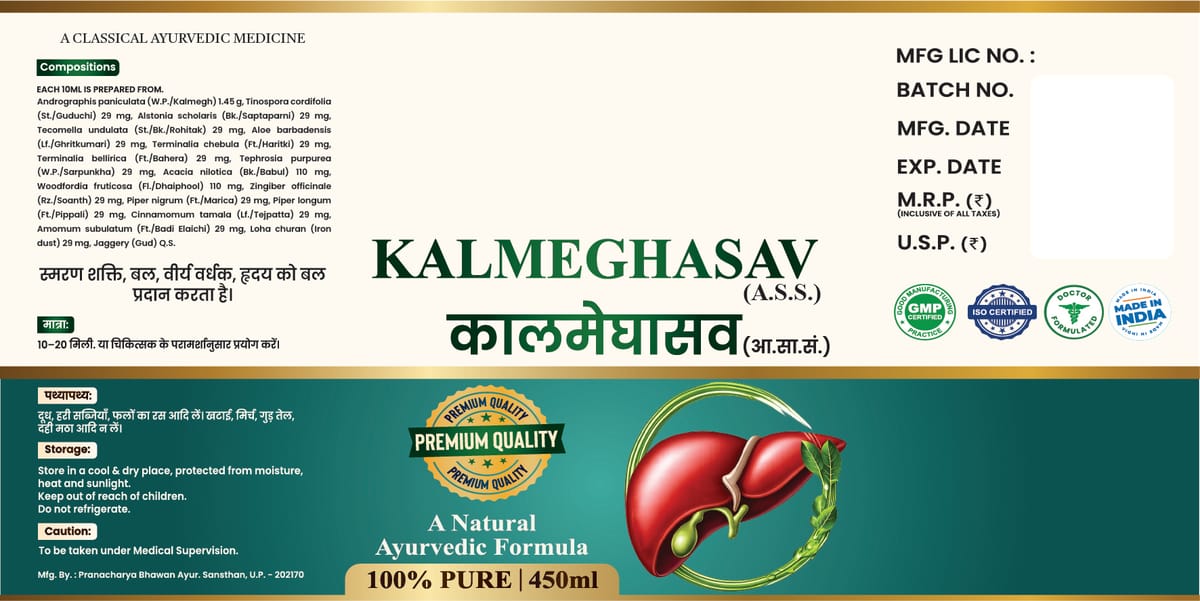 A CLASSICAL AYURVEDIC MEDICINE
Compositions
EACH 10ML IS PREPARED FROM.
Andrographis paniculata (W.P./Kalmegh) 1.45 g, Tinospora cordifolia
(St./Guduchi) 29 mg, Alstonia scholaris (Bk./Saptaparni) 29 mg,
Tecomella undulata (St./Bk./Rohitak) 29 mg, Aloe barbadensis
(Lf./Ghritkumari) 29 mg, Terminalia chebula (Ft./Haritki) 29 mg,
Terminalia bellirica (Ft./Bahera) 29 mg, Tephrosia purpurea
(W.P./Sarpunkha) 29 mg, Acacia nilotica (Bk./Babul) 110 mg,
Woodfordia fruticosa (Fl./Dhaiphool) 110 mg, Zingiber officinale
(Rz./Soanth) 29 mg, Piper nigrum (Ft./Marica) 29 mg, Piper longum
(Ft./Pippali) 29 mg, Cinnamomum tamala (Lf./Tejpatta) 29 mg,
Amomum subulatum (Ft./Badi Elaichi) 29 mg, Loha churan (Iron
dust) 29 mg, Jaggery (Gud) Q.S.
स्मरण शक्ति, बल, वीर्य वर्धक, हृदय को बल
प्रदान करता है।
मात्रा:
10–20 मिली. या चिकित्सक के परामर्शानुसार प्रयोग करें।
पथ्यापथ्य:
दूध, हरी सब्जियाँ, फलों का रस आदि लें। खटाई, मिर्च, गुड़ तेल,
दही मठा आदि न लें।
Storage:
Store in a cool & dry place, protected from moisture,
heat and sunlight.
Keep out of reach of children.
Do not refrigerate.
Caution:
To be taken under Medical Supervision.
Mfg. By. : Pranacharya Bhawan Ayur. Sansthan, U.P. - 202170
KALMEGHASAV
(A.S.S.)
कालमेघासव (आ.सा.सं.)
PREMIUM QUALITY
PREMIUM QUALITY
PREMIUM QUALITY
A Natural
Ayurvedic Formula
100% PURE | 450ml
MFG LIC NO. :
BATCH NO.
MFG. DATE
EXP. DATE
M.R.P. (₹)
(INCLUSIVE OF ALL TAXES)
U.S.P. (₹)
GOOD MANUFACTURING
GMP
CERTIFIED
PRACTICE
ISO CERTIFIED
DOCTOR
FORMULATED
MADE IN INDIA
MADE IN
INDIA
MADE IN INDIA